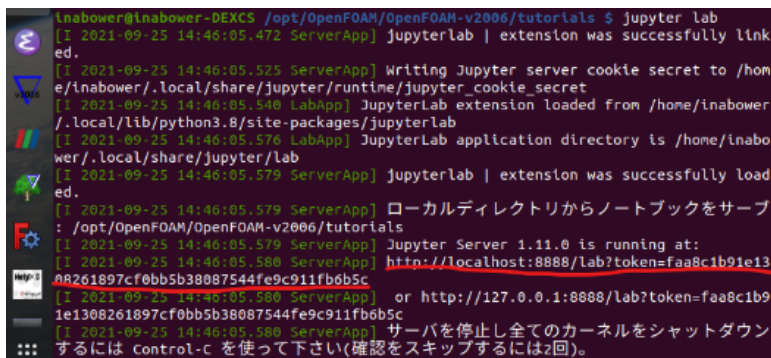 inabower@inabower-DEXCS /opt/OpenFOAM/OpenFOAM-v2006/tutorials $ jupyter lab
[I 2021-09-25 14:46:05.472 ServerApp] jupyterlab | extension was successfully link
ed.
[I 2021-09-25 14:46:05.525 ServerApp] Writing Jupyter server cookie secret to /hom
e/inabower/.local/share/jupyter/runtime/jupyter_cookie_secret
[I 2021-09-25 14:46:05.540 LabApp] JupyterLab extension loaded from /home/inabower
/.local/lib/python3.8/site-packages/jupyterlab
[I 2021-09-25 14:46:05.576 LabApp] JupyterLab application directory is /home/inabo
wer/.local/share/jupyter/lab
[I 2021-09-25 14:46:05.579 ServerApp] jupyterlab | extension was successfully load
ed.
[I 2021-09-25 14:46:05.579 ServerApp] ローカルディレクトリからノートブックをサーブ
: /opt/OpenFOAM/OpenFOAM-v2006/tutorials
[I 2021-09-25 14:46:05.579 ServerApp] Jupyter Server 1.11.0 is running at:
[I 2021-09-25 14:46:05.580 ServerApp] http://localhost:8888/lab?token=faa8c1b91e13
08261897cf0bb5b38087544fe9c911fb6b5c
[I 2021-09-25 14:46:05.580 ServerApp]  or http://127.0.0.1:8888/lab?token=faa8c1b9
1e1308261897cf0bb5b38087544fe9c911fb6b5c
[I 2021-09-25 14:46:05.580 ServerApp] サーバを停止し全てのカーネルをシャットダウン
するには Control-C を使って下さい(確認をスキップするには2回)。
v2006